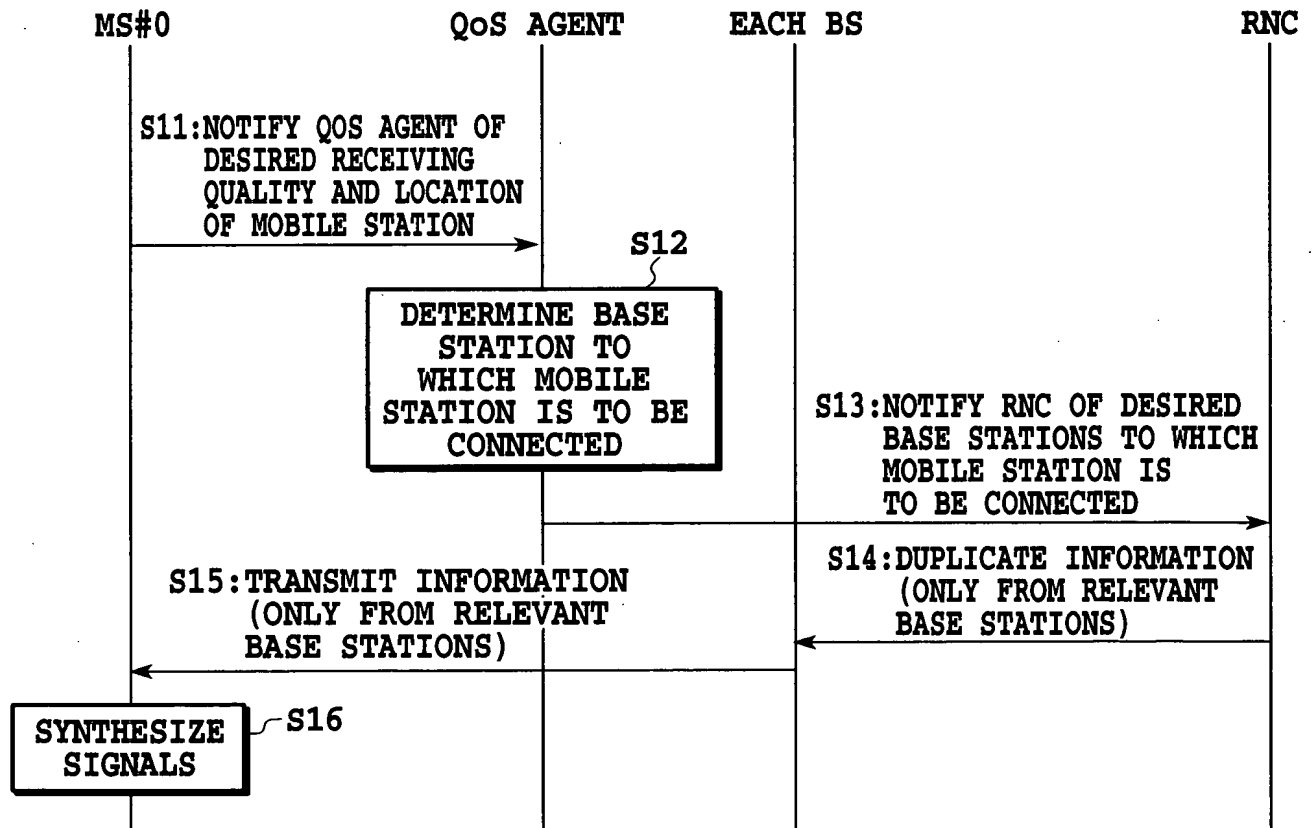 MS#0 QoS AGENT EACH BS RNC
S11:NOTIFY QOS AGENT OF
DESIRED RECEIVING
QUALITY AND LOCATION
OF MOBILE STATION
S12
DETERMINE BASE
STATION TO
WHICH MOBILE
STATION IS TO BE
CONNECTED
S13:NOTIFY RNC OF DESIRED
BASE STATIONS TO WHICH
MOBILE STATION IS
TO BE CONNECTED
S14:DUPLICATE INFORMATION
(ONLY FROM RELEVANT
BASE STATIONS)
S15:TRANSMIT INFORMATION
(ONLY FROM RELEVANT
BASE STATIONS)
S16
SYNTHESIZE
SIGNALS